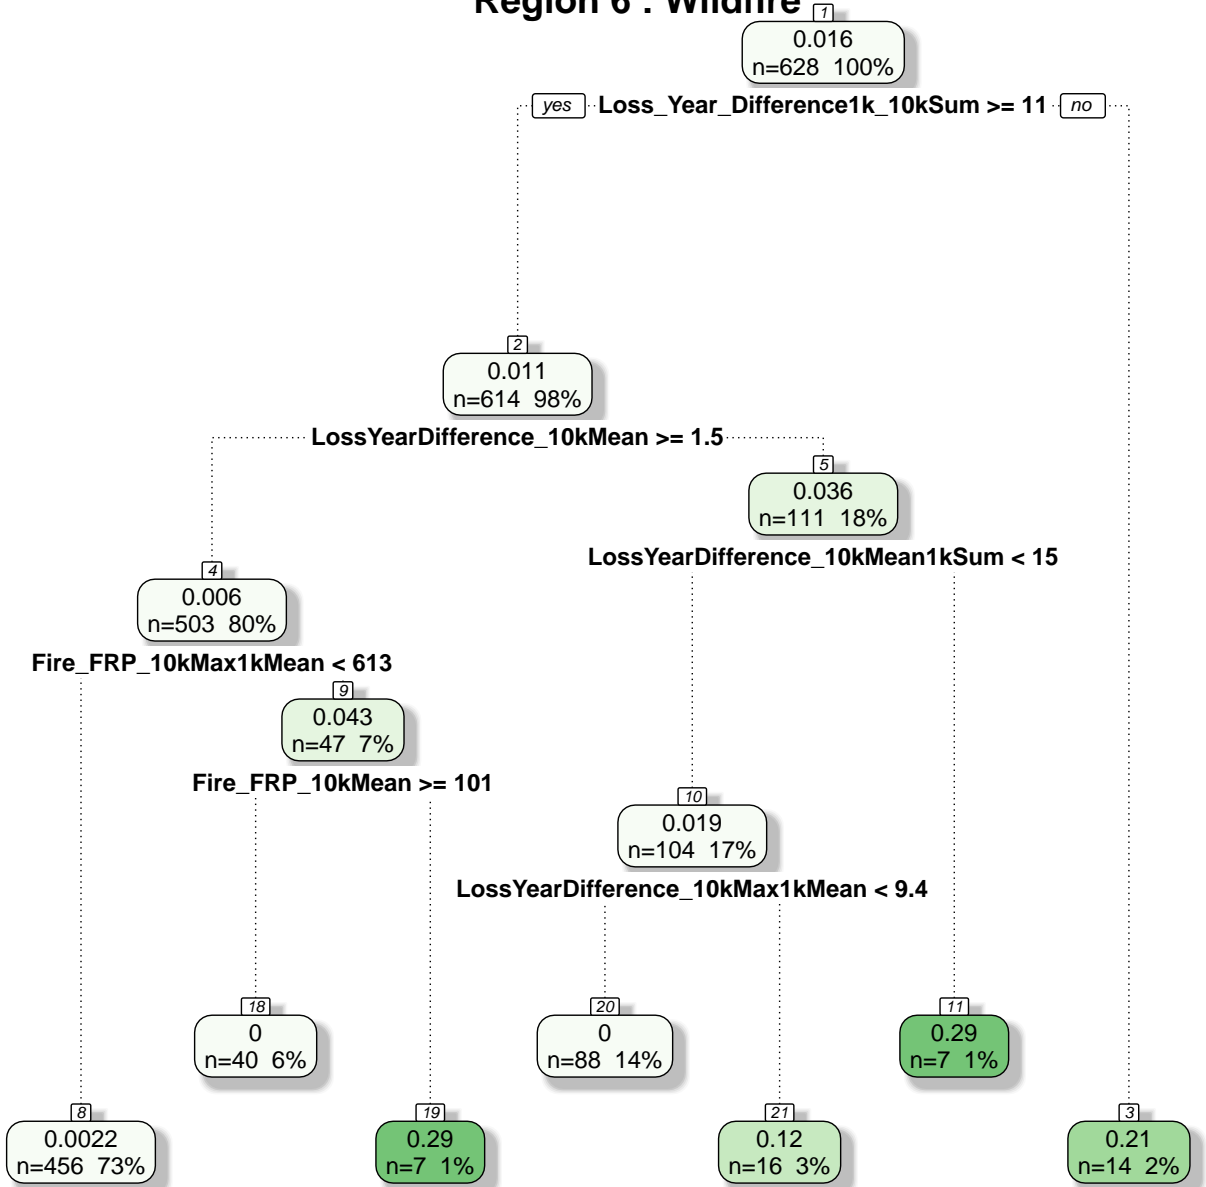 Region 6 : Wildfire
1
0.016
n=628 100%
yes Loss_Year_Difference1k_10kSum >= 11 no
2
0.011
n=614 98%
LossYearDifference_10kMean >= 1.5
5
0.036
n=111 18%
LossYearDifference_10kMean1kSum < 15
4
0.006
n=503 80%
Fire_FRP_10kMax1kMean < 613
9
0.043
n=47 7%
Fire_FRP_10kMean >= 101
10
0.019
n=104 17%
LossYearDifference_10kMax1kMean < 9.4
18
0
n=40 6%
20
0
n=88 14%
11
0.29
n=7 1%
8
0.0022
n=456 73%
19
0.29
n=7 1%
21
0.12
n=16 3%
3
0.21
n=14 2%